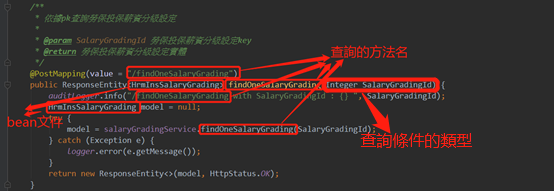 /**
* 依據pk查詢勞保投保薪資分級設定
*
* @param SalaryGradingId 勞保投保薪資分級設定key
* @return 勞保投保薪資分級設定實體
*/
@PostMapping(value = "/findOneSalaryGrading")
查詢的方法名
public ResponseEntity<HrmInsSalaryGrading> findOneSalaryGrading(Integer SalaryGradingId) {
auditLogger.info("/findOneSalaryGrading with SalaryGradingId : {} ", SalaryGradingId);
HrmInsSalaryGrading model = null;
bean文件
try {
model = salaryGradingService.findOneSalaryGrading(SalaryGradingId);
查詢條件的類型
} catch (Exception e) {
logger.error(e.getMessage());
}
return new ResponseEntity<>(model, HttpStatus.OK);
}